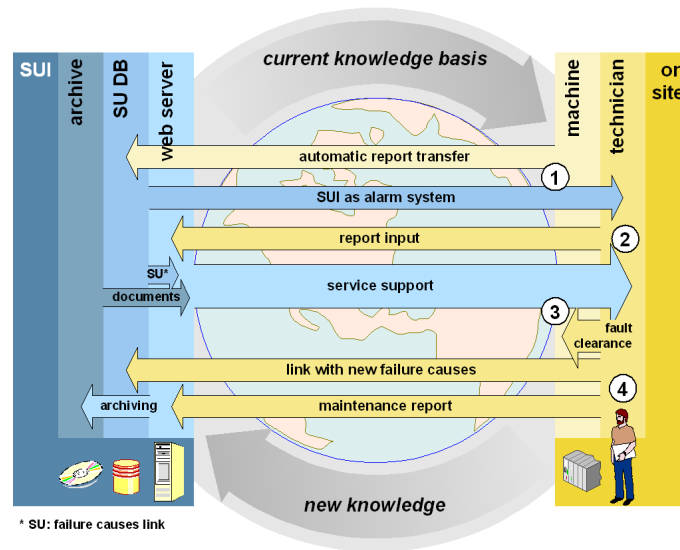 SUI
archive
SU DB
web server
current knowledge basis
machine
technician
on
site
automatic report transfer
1
SUI as alarm system
report input
2
SU*
service support
documents
3
fault
clearance
link with new failure causes
4
archiving
maintenance report
new knowledge
* SU: failure causes link